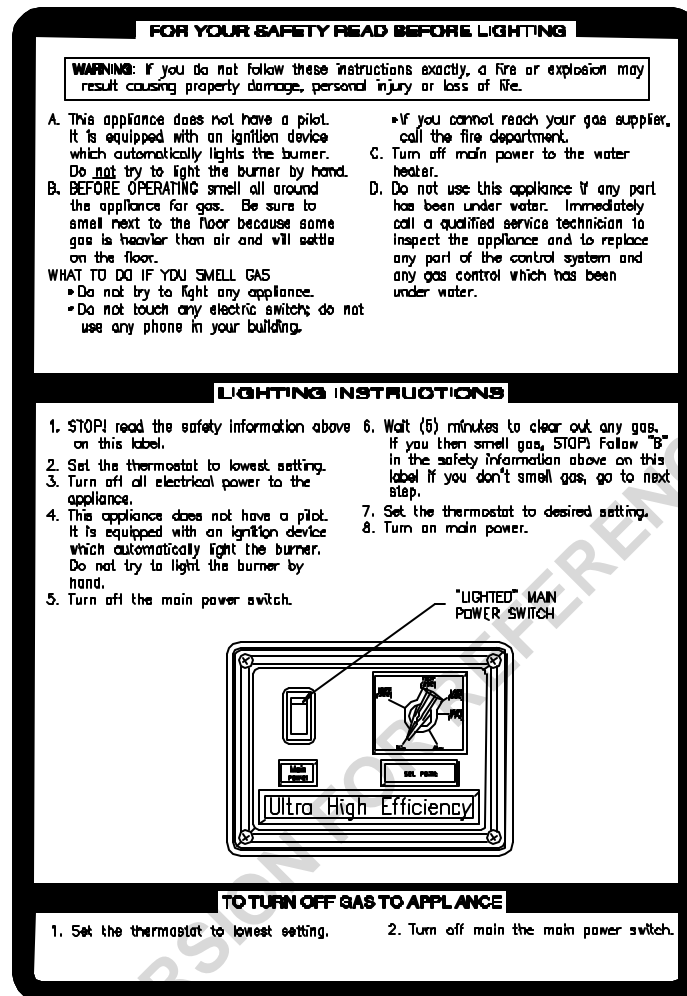 FOR YOUR SAFETY READ BEFORE LIGHTING
WARNING: If you do not follow these instructions exactly, a fire or explosion may
result causing property damage, personal injury or loss of life.
A. This appliance does not have a pilot.
It is equipped with an ignition device
which automatically lights the burner.
Do not try to light the burner by hand.
B. BEFORE OPERATING smell all around
the appliance for gas. Be sure to
smell next to the floor because some
gas is heavier than air and will settle
on the floor.
WHAT TO DO IF YOU SMELL GAS
• Do not try to light any appliance.
• Do not touch any electric switch; do not
use any phone in your building.
• If you cannot reach your gas supplier,
call the fire department.
C. Turn off main power to the water
heater.
D. Do not use this appliance if any part
has been under water. Immediately
call a qualified service technician to
inspect the appliance and to replace
any part of the control system and
any gas control which has been
under water.
LIGHTING INSTRUCTIONS
1. STOP! read the safety information above
on this label.
2. Set the thermostat to lowest setting.
3. Turn off all electrical power to the
appliance.
4. This appliance does not have a pilot.
It is equipped with an ignition device
which automatically light the burner.
Do not try to light the burner by
hand.
5. Turn off the main power switch.
6. Wait (5) minutes to clear out any gas.
If you then smell gas, STOP! Follow "B"
in the safety information above on this
label If you don't smell gas, go to next
step.
7. Set the thermostat to desired setting.
8. Turn on main power.
"LIGHTED" MAIN
POWER SWITCH
Main
POWER
SET POINT
Ultra High Efficiency
TO TURN OFF GAS TO APPLANCE
1. Set the thermostat to lowest setting.
2. Turn off main the main power switch.
RSION FOR REFERENC